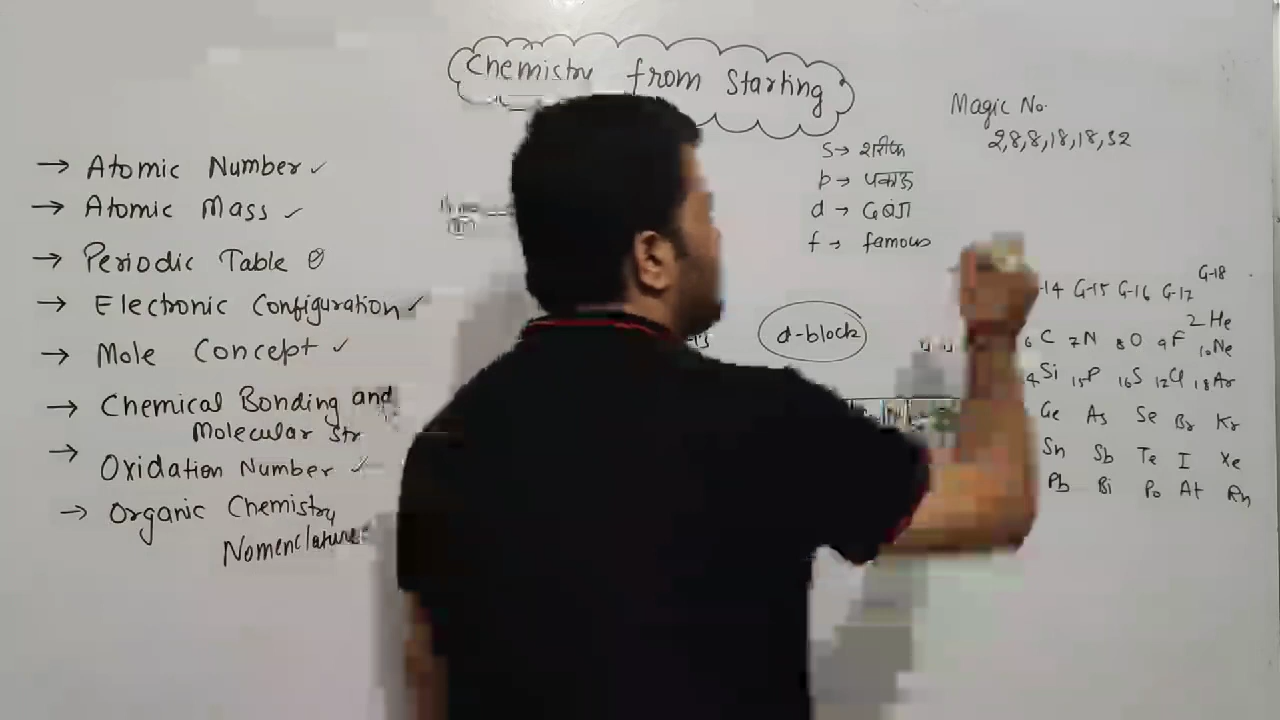 Chemistry from Starting
→ Atomic Number ✓
→ Atomic Mass ✓
→ Periodic Table
→ Electronic Configuration ✓
→ Mole Concept ✓
→ Chemical Bonding and
Molecular Str
→ Oxidation Number ✓
→ Organic Chemistry
Nomenclature
S → शरीफ
p → पकाऊ
d → दबंग
f → famous
d-block
Magic No.
2,8,8,18,18,32
14 G-15 G-16 G-17 G-18
2 He
6 C 7 N 8 O 9 F 10 Ne
4 Si 15 P 16 S 17 Cl 18 Ar
Ge As Se Br Kr
Sn Sb Te I Xe
Pb Bi Po At Rn